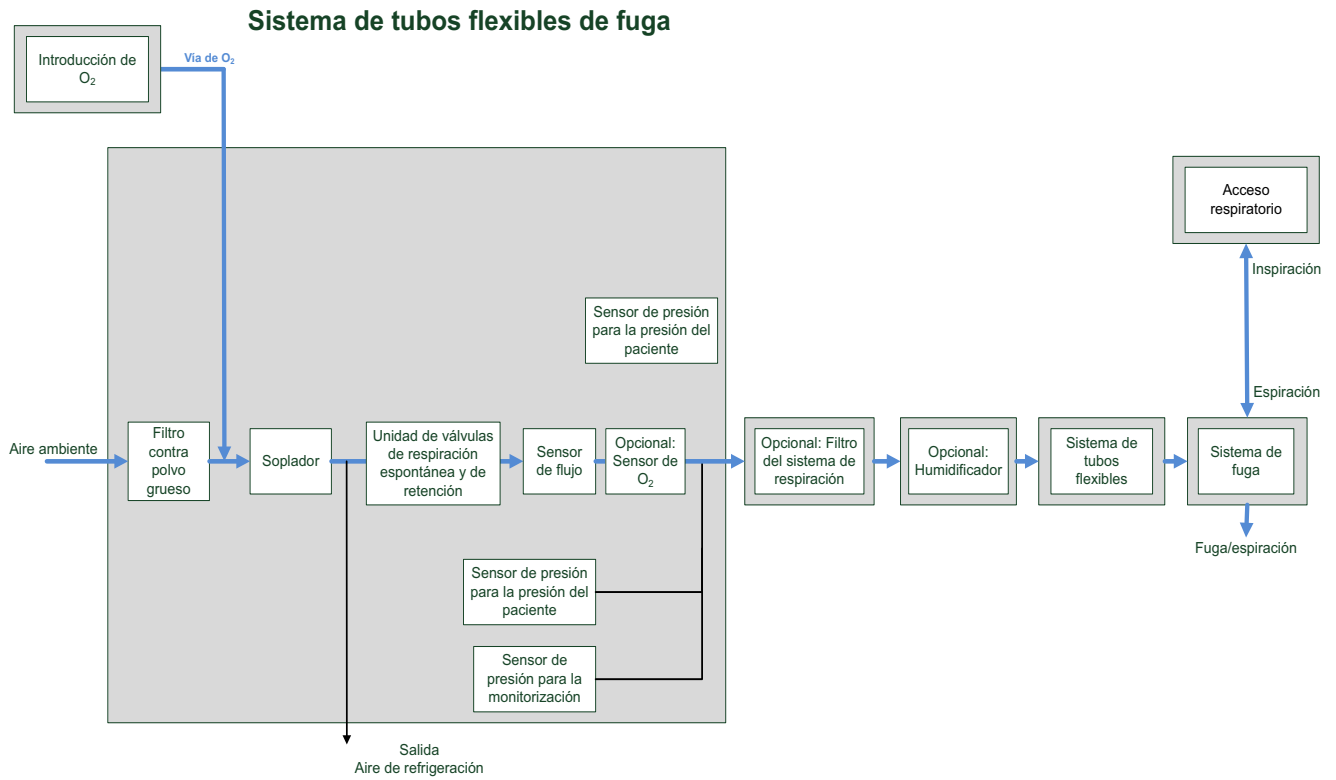 Sistema de tubos flexibles de fuga
Introducción de
O₂
Via de O₂
Acceso
respiratorio
Inspiración
Sensor de presión
para la presión del
paciente
Espiración
Aire ambiente
Filtro
contra
polvo
grueso
Soplador
Unidad de válvulas
de respiración
espontánea y de
retención
Sensor
de flujo
Opcional:
Sensor de
O₂
Opcional: Filtro
del sistema de
respiración
Opcional:
Humidificador
Sistema de
tubos
flexibles
Sistema de
fuga
Fuga/espiración
Sensor de presión
para la presión del
paciente
Sensor de
presión para la
monitorización
Salida
Aire de refrigeración